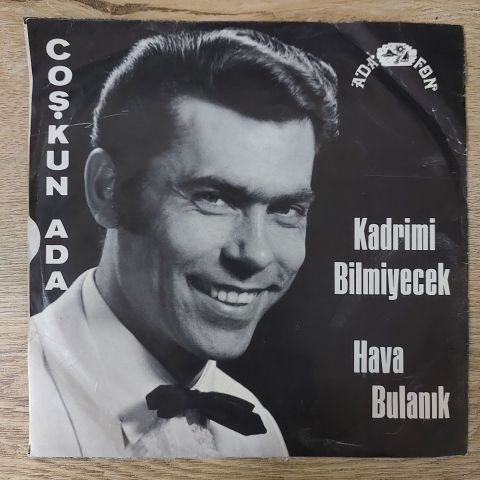 COŞKUN ADA
ADA FON
Kadrimi
Bilmiyecek
Hava
Bulanık